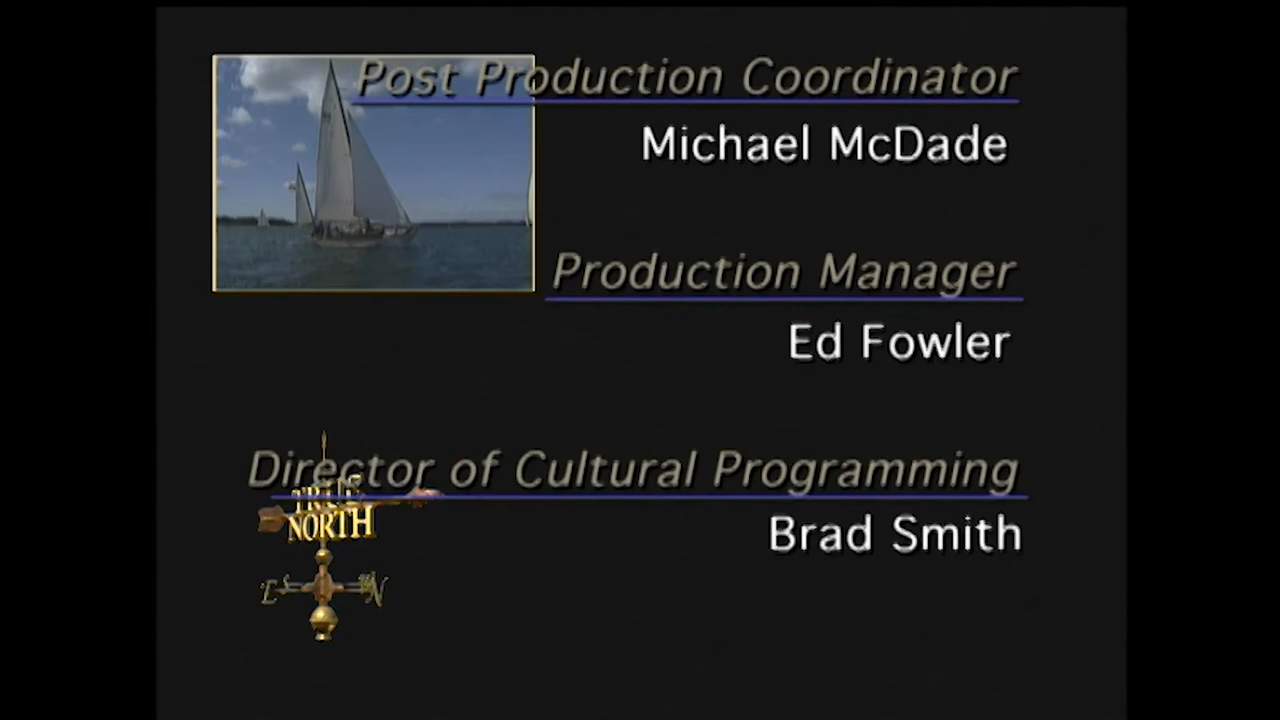 Post Production Coordinator
Michael McDade
Production Manager
Ed Fowler
Director of Cultural Programming
Brad Smith
TRUE
NORTH
E S N